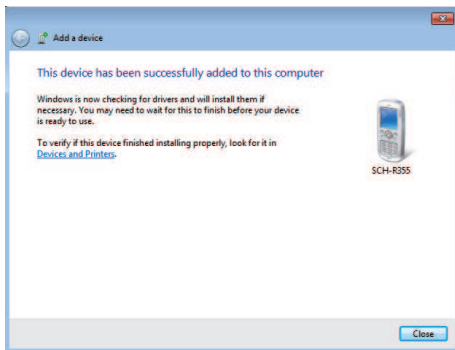 Add a device
This device has been successfully added to this computer
Windows is now checking for drivers and will install them if
necessary. You may need to wait for this to finish before your device
is ready to use.
To verify if this device finished installing properly, look for it in
Devices and Printers.
SCH-R355
Close